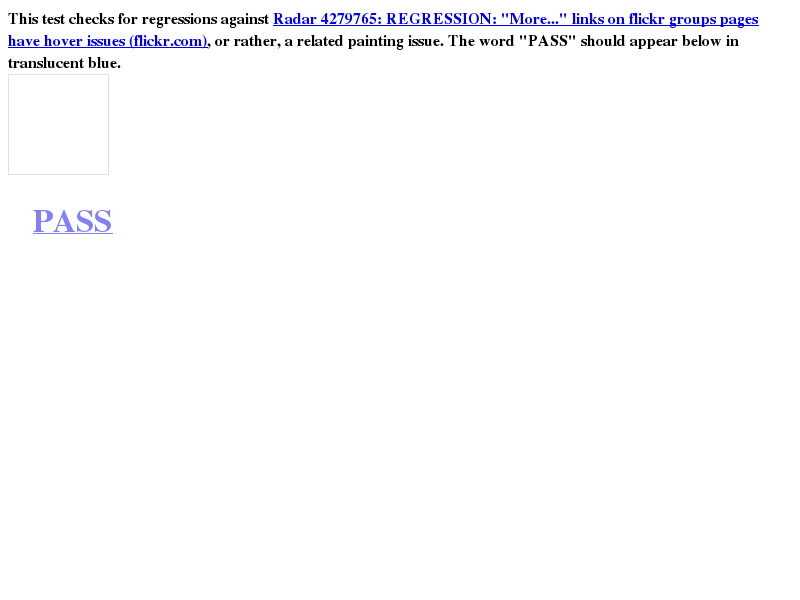 This test checks for regressions against Radar 4279765: REGRESSION: "More..." links on flickr groups pages
have hover issues (flickr.com), or rather, a related painting issue. The word "PASS" should appear below in
translucent blue.
PASS